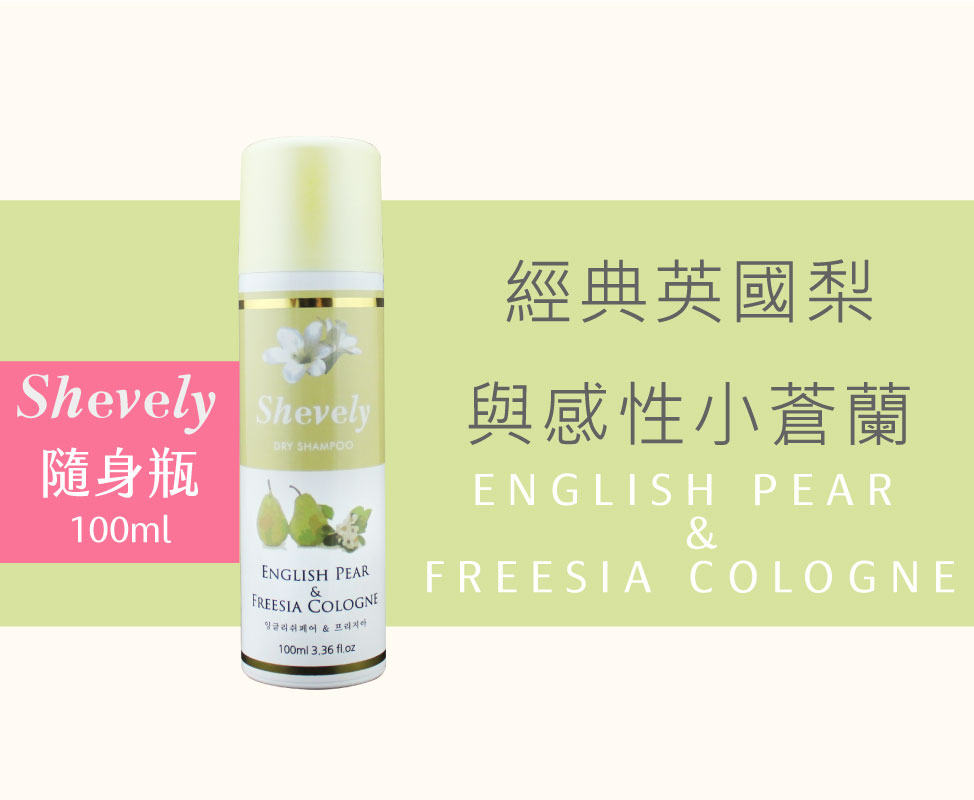 Shevely
隨身瓶
100ml
Shevely
DRY SHAMPOO
ENGLISH PEAR
&
FREESIA COLOGNE
잉글리쉬페어 & 프리지아
100ml 3.36 fl.oz
經典英國梨
與感性小蒼蘭
ENGLISH PEAR
&
FREESIA COLOGNE